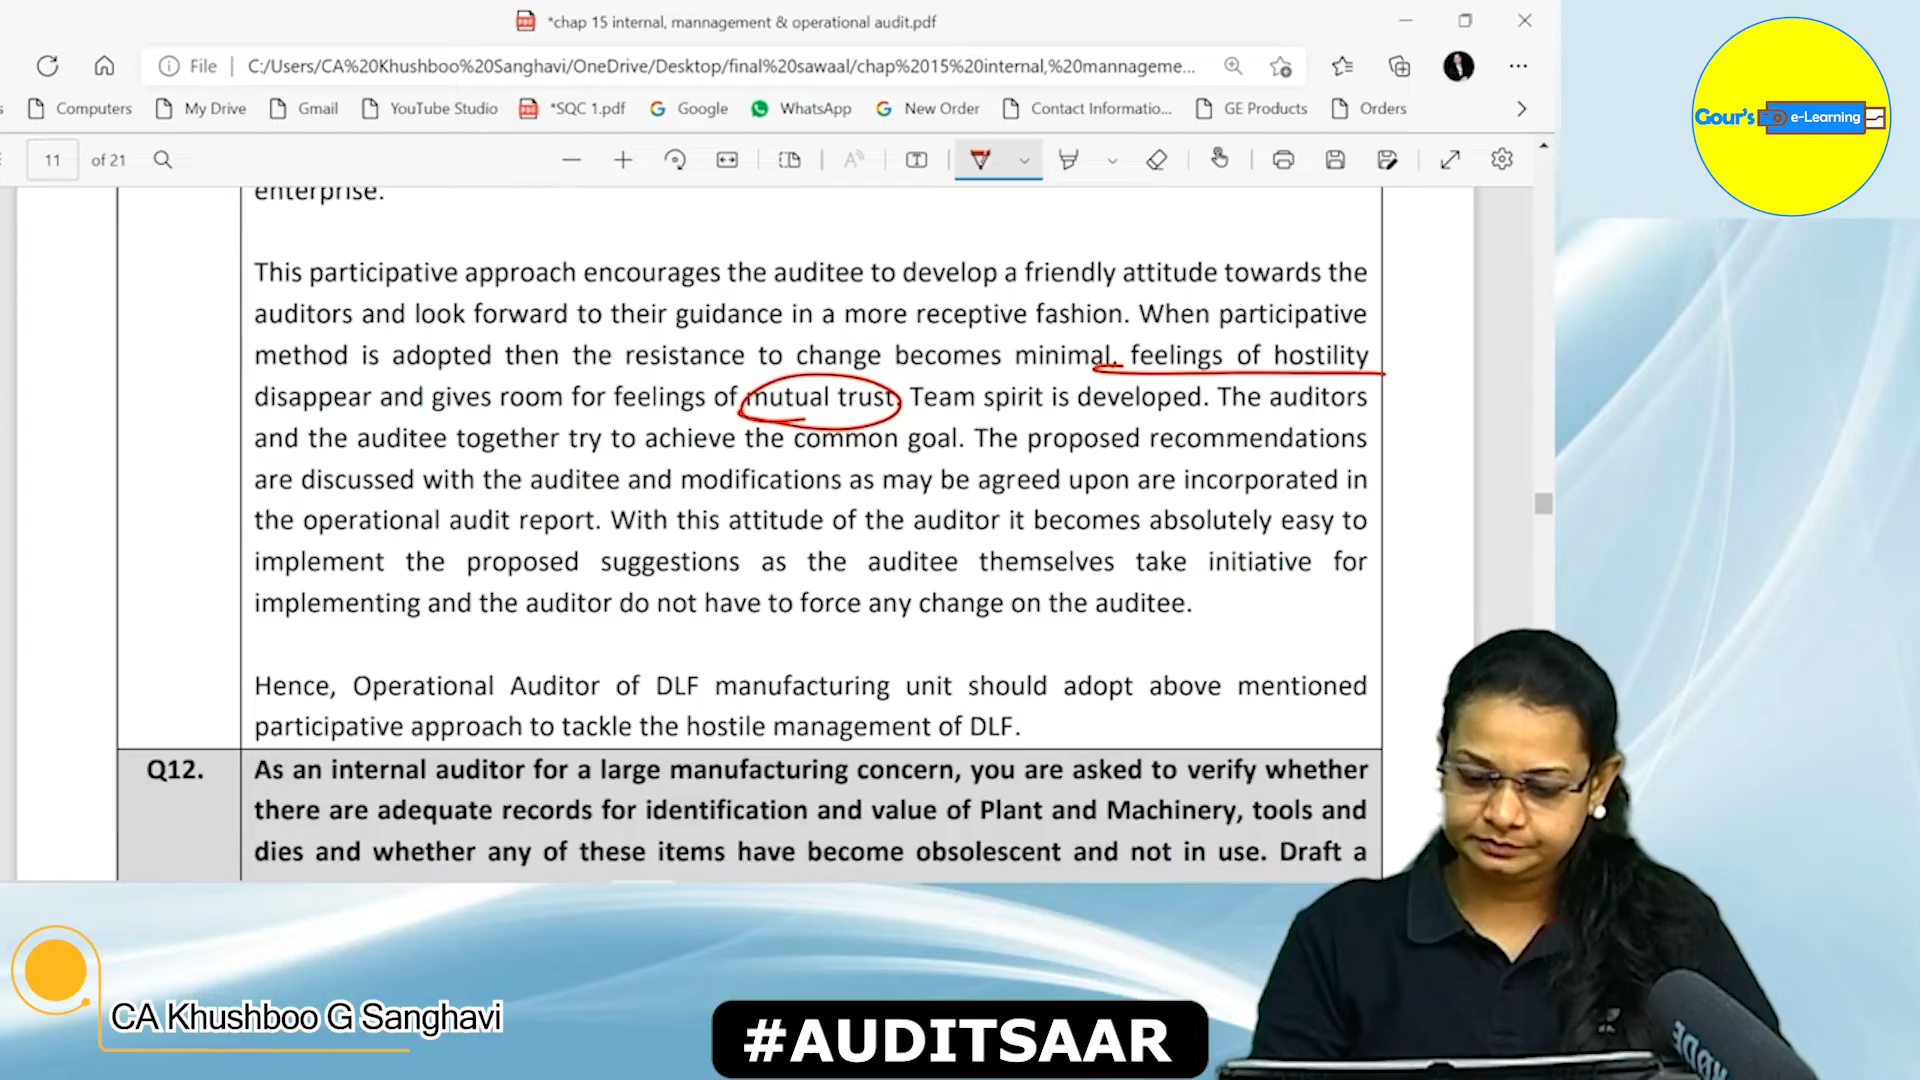 *chap 15 internal, mannagement & operational audit.pdf
File
C:/Users/CA%20Khushboo%20Sanghavi/OneDrive/Desktop/final%20sawaal/chap%2015%20internal,%20mannageme...
Computers My Drive Gmail YouTube Studio *SQC 1.pdf Google WhatsApp New Order Contact Informatio... GE Products Orders
11 of 21
enterprise.
This participative approach encourages the auditee to develop a friendly attitude towards the
auditors and look forward to their guidance in a more receptive fashion. When participative
method is adopted then the resistance to change becomes minimal, feelings of hostility
disappear and gives room for feelings of mutual trust. Team spirit is developed. The auditors
and the auditee together try to achieve the common goal. The proposed recommendations
are discussed with the auditee and modifications as may be agreed upon are incorporated in
the operational audit report. With this attitude of the auditor it becomes absolutely easy to
implement the proposed suggestions as the auditee themselves take initiative for
implementing and the auditor do not have to force any change on the auditee.
Hence, Operational Auditor of DLF manufacturing unit should adopt above mentioned
participative approach to tackle the hostile management of DLF.
Q12. As an internal auditor for a large manufacturing concern, you are asked to verify whether
there are adequate records for identification and value of Plant and Machinery, tools and
dies and whether any of these items have become obsolescent and not in use. Draft a
Gour's e-Learning
CA Khushboo G Sanghavi
#AUDITSAAR